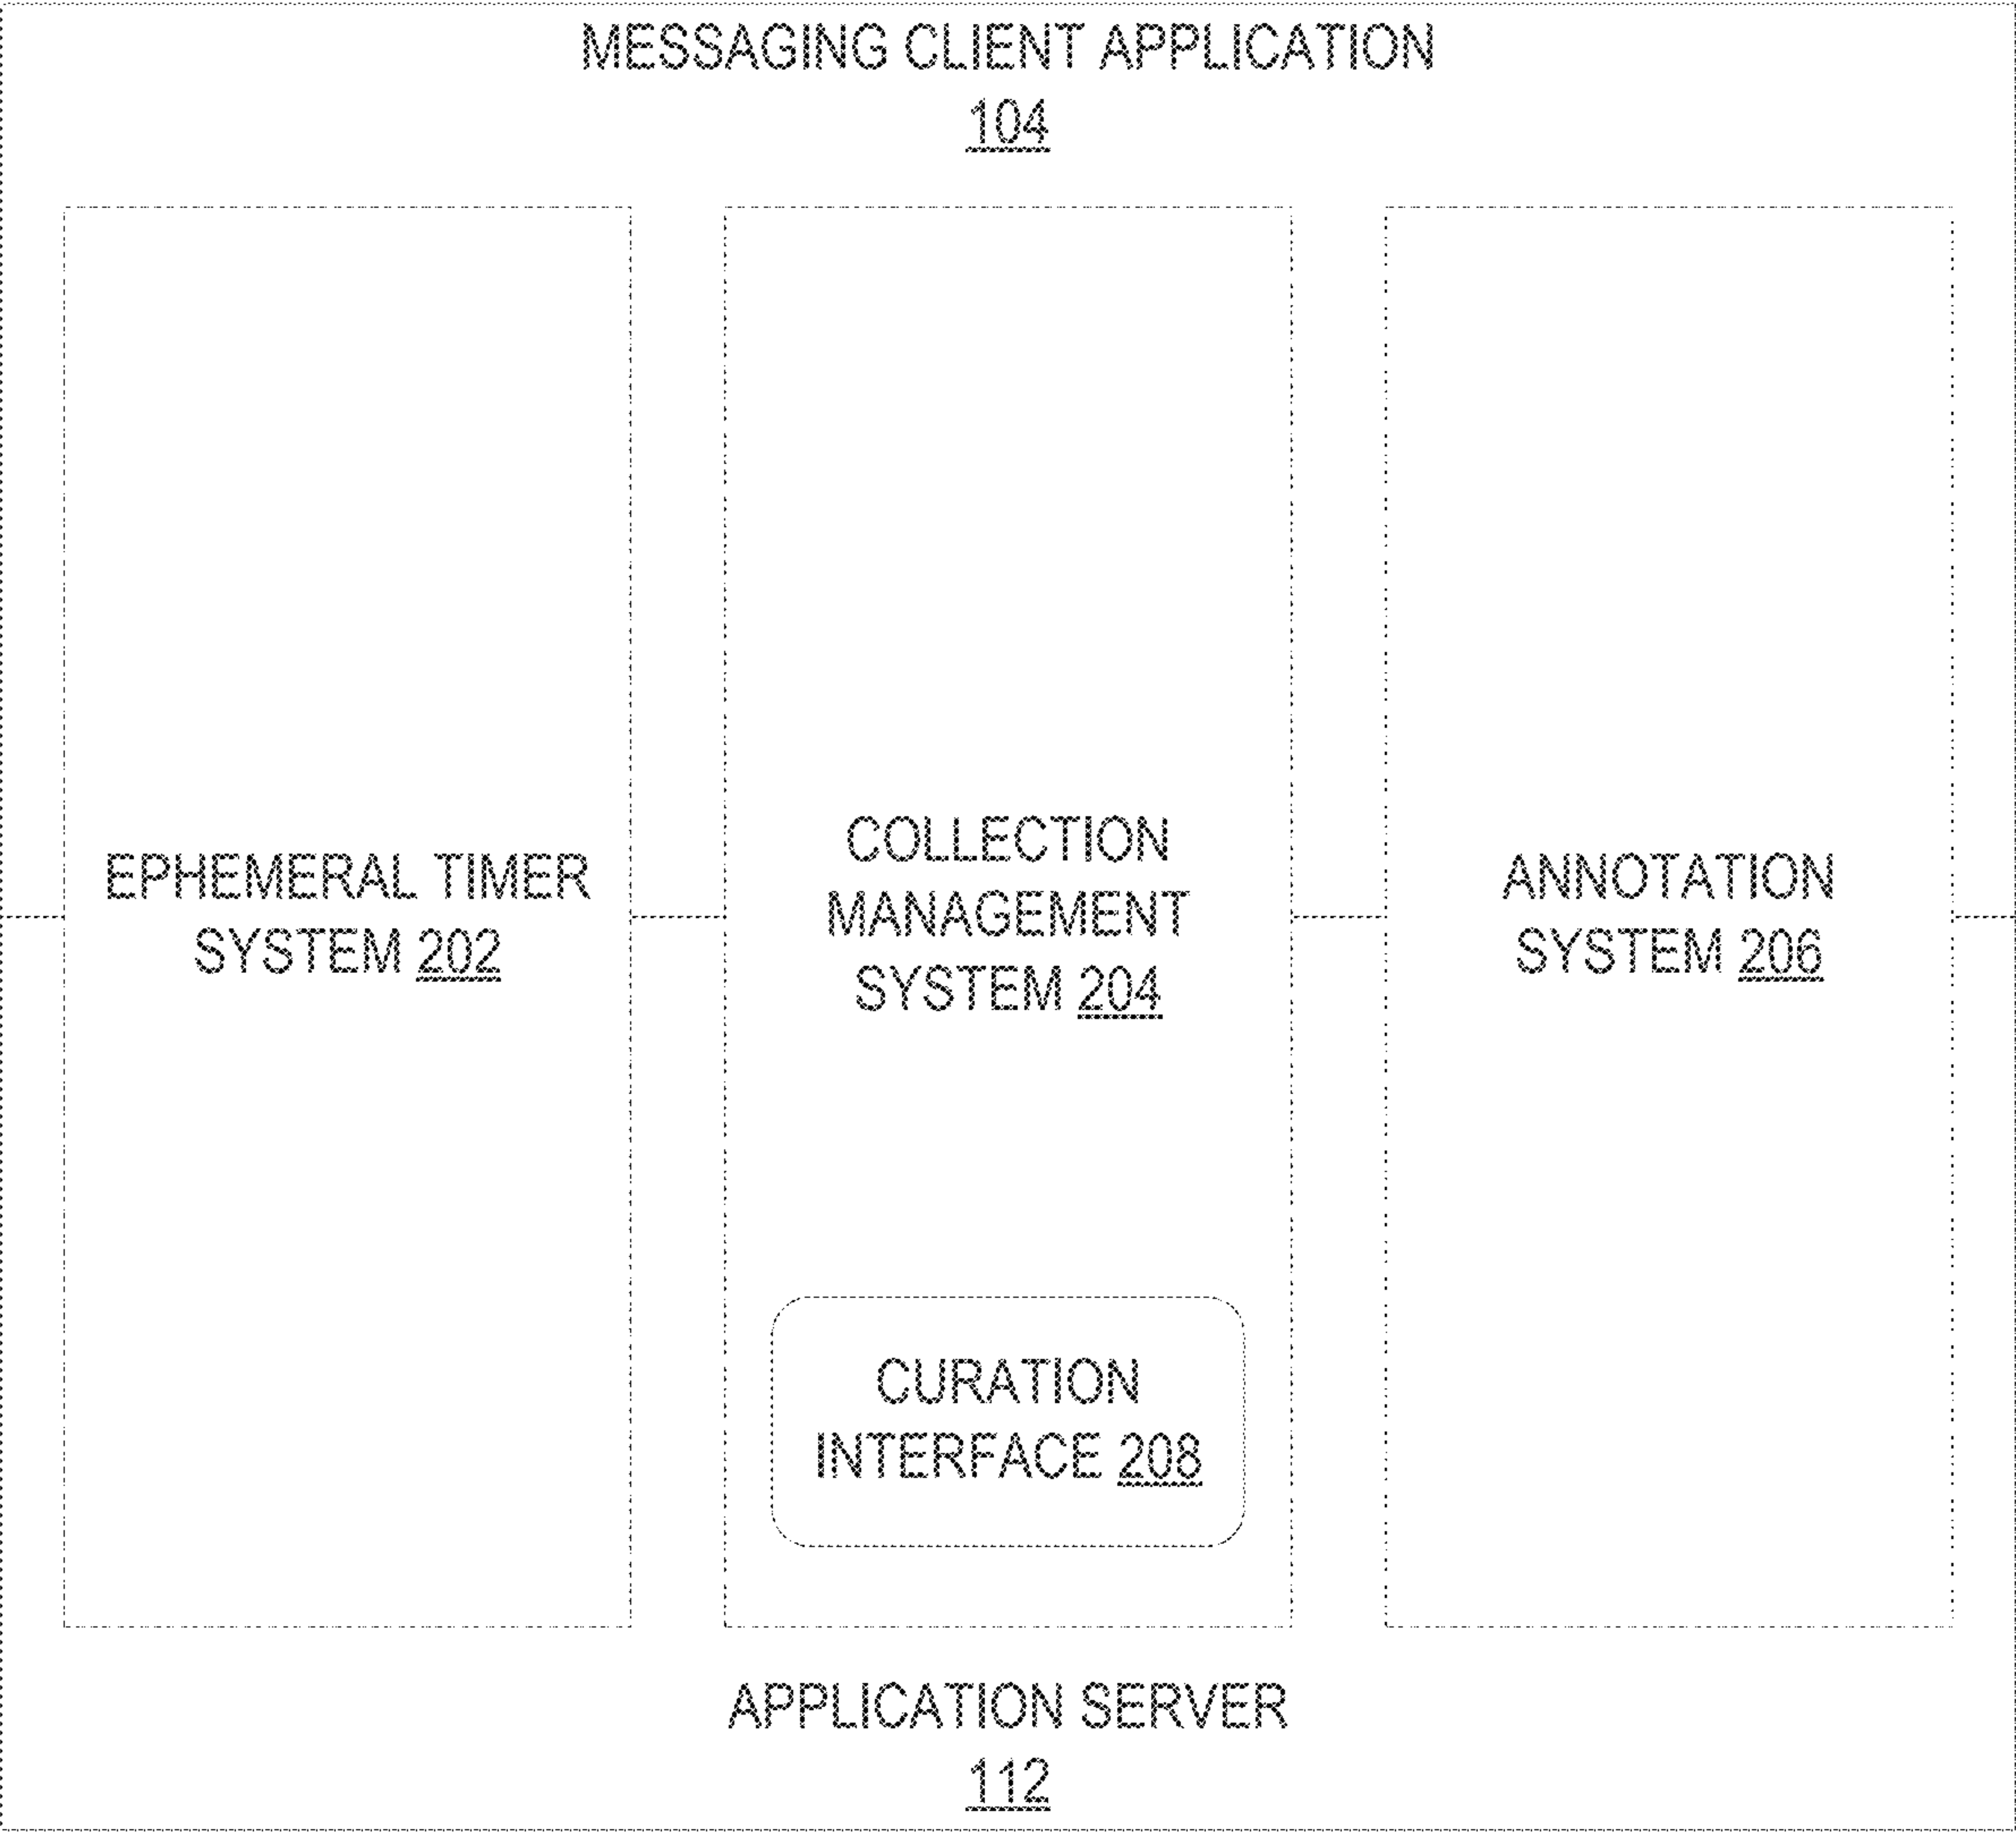 MESSAGING CLIENT APPLICATION
104
EPHEMERAL TIMER
SYSTEM 202
COLLECTION
MANAGEMENT
SYSTEM 204
ANNOTATION
SYSTEM 206
CURATION
INTERFACE 208
APPLICATION SERVER
112